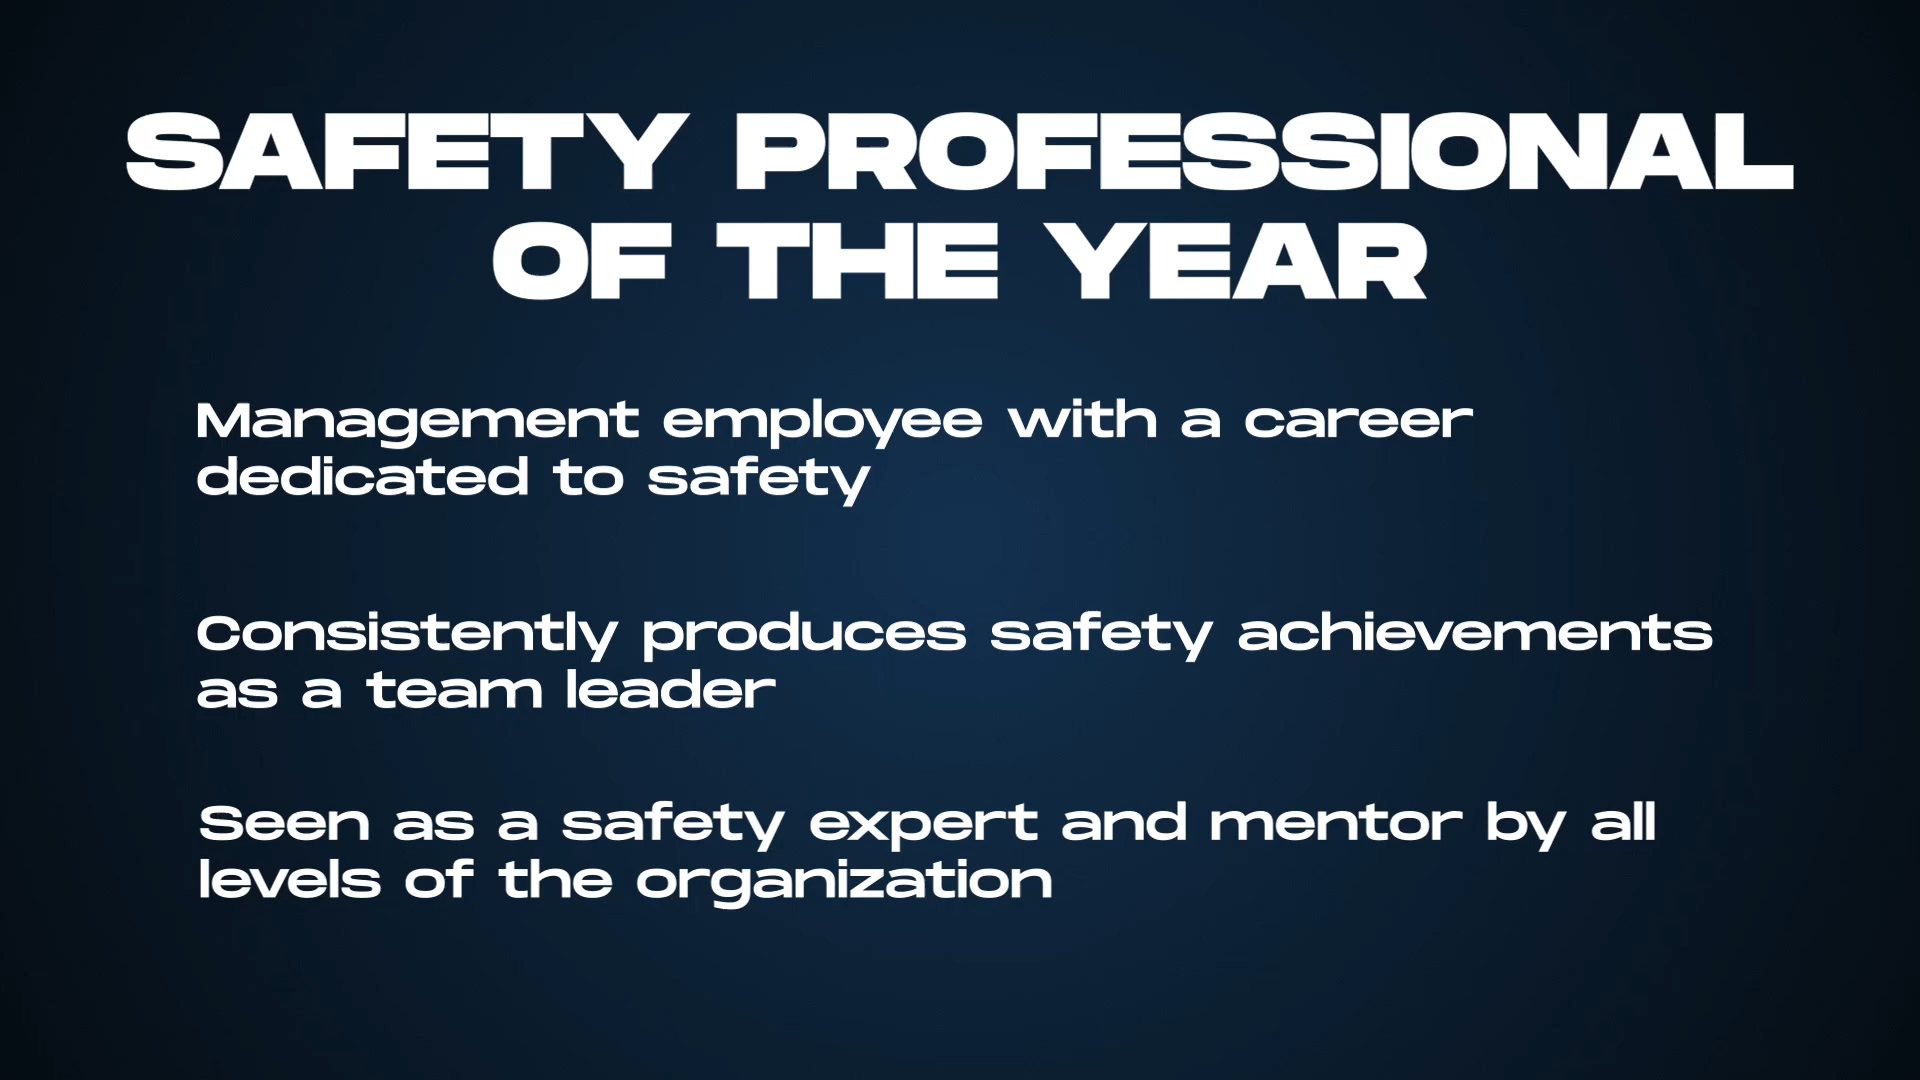 SAFETY PROFESSIONAL
OF THE YEAR
Management employee with a career
dedicated to safety
Consistently produces safety achievements
as a team leader
Seen as a safety expert and mentor by all
levels of the organization